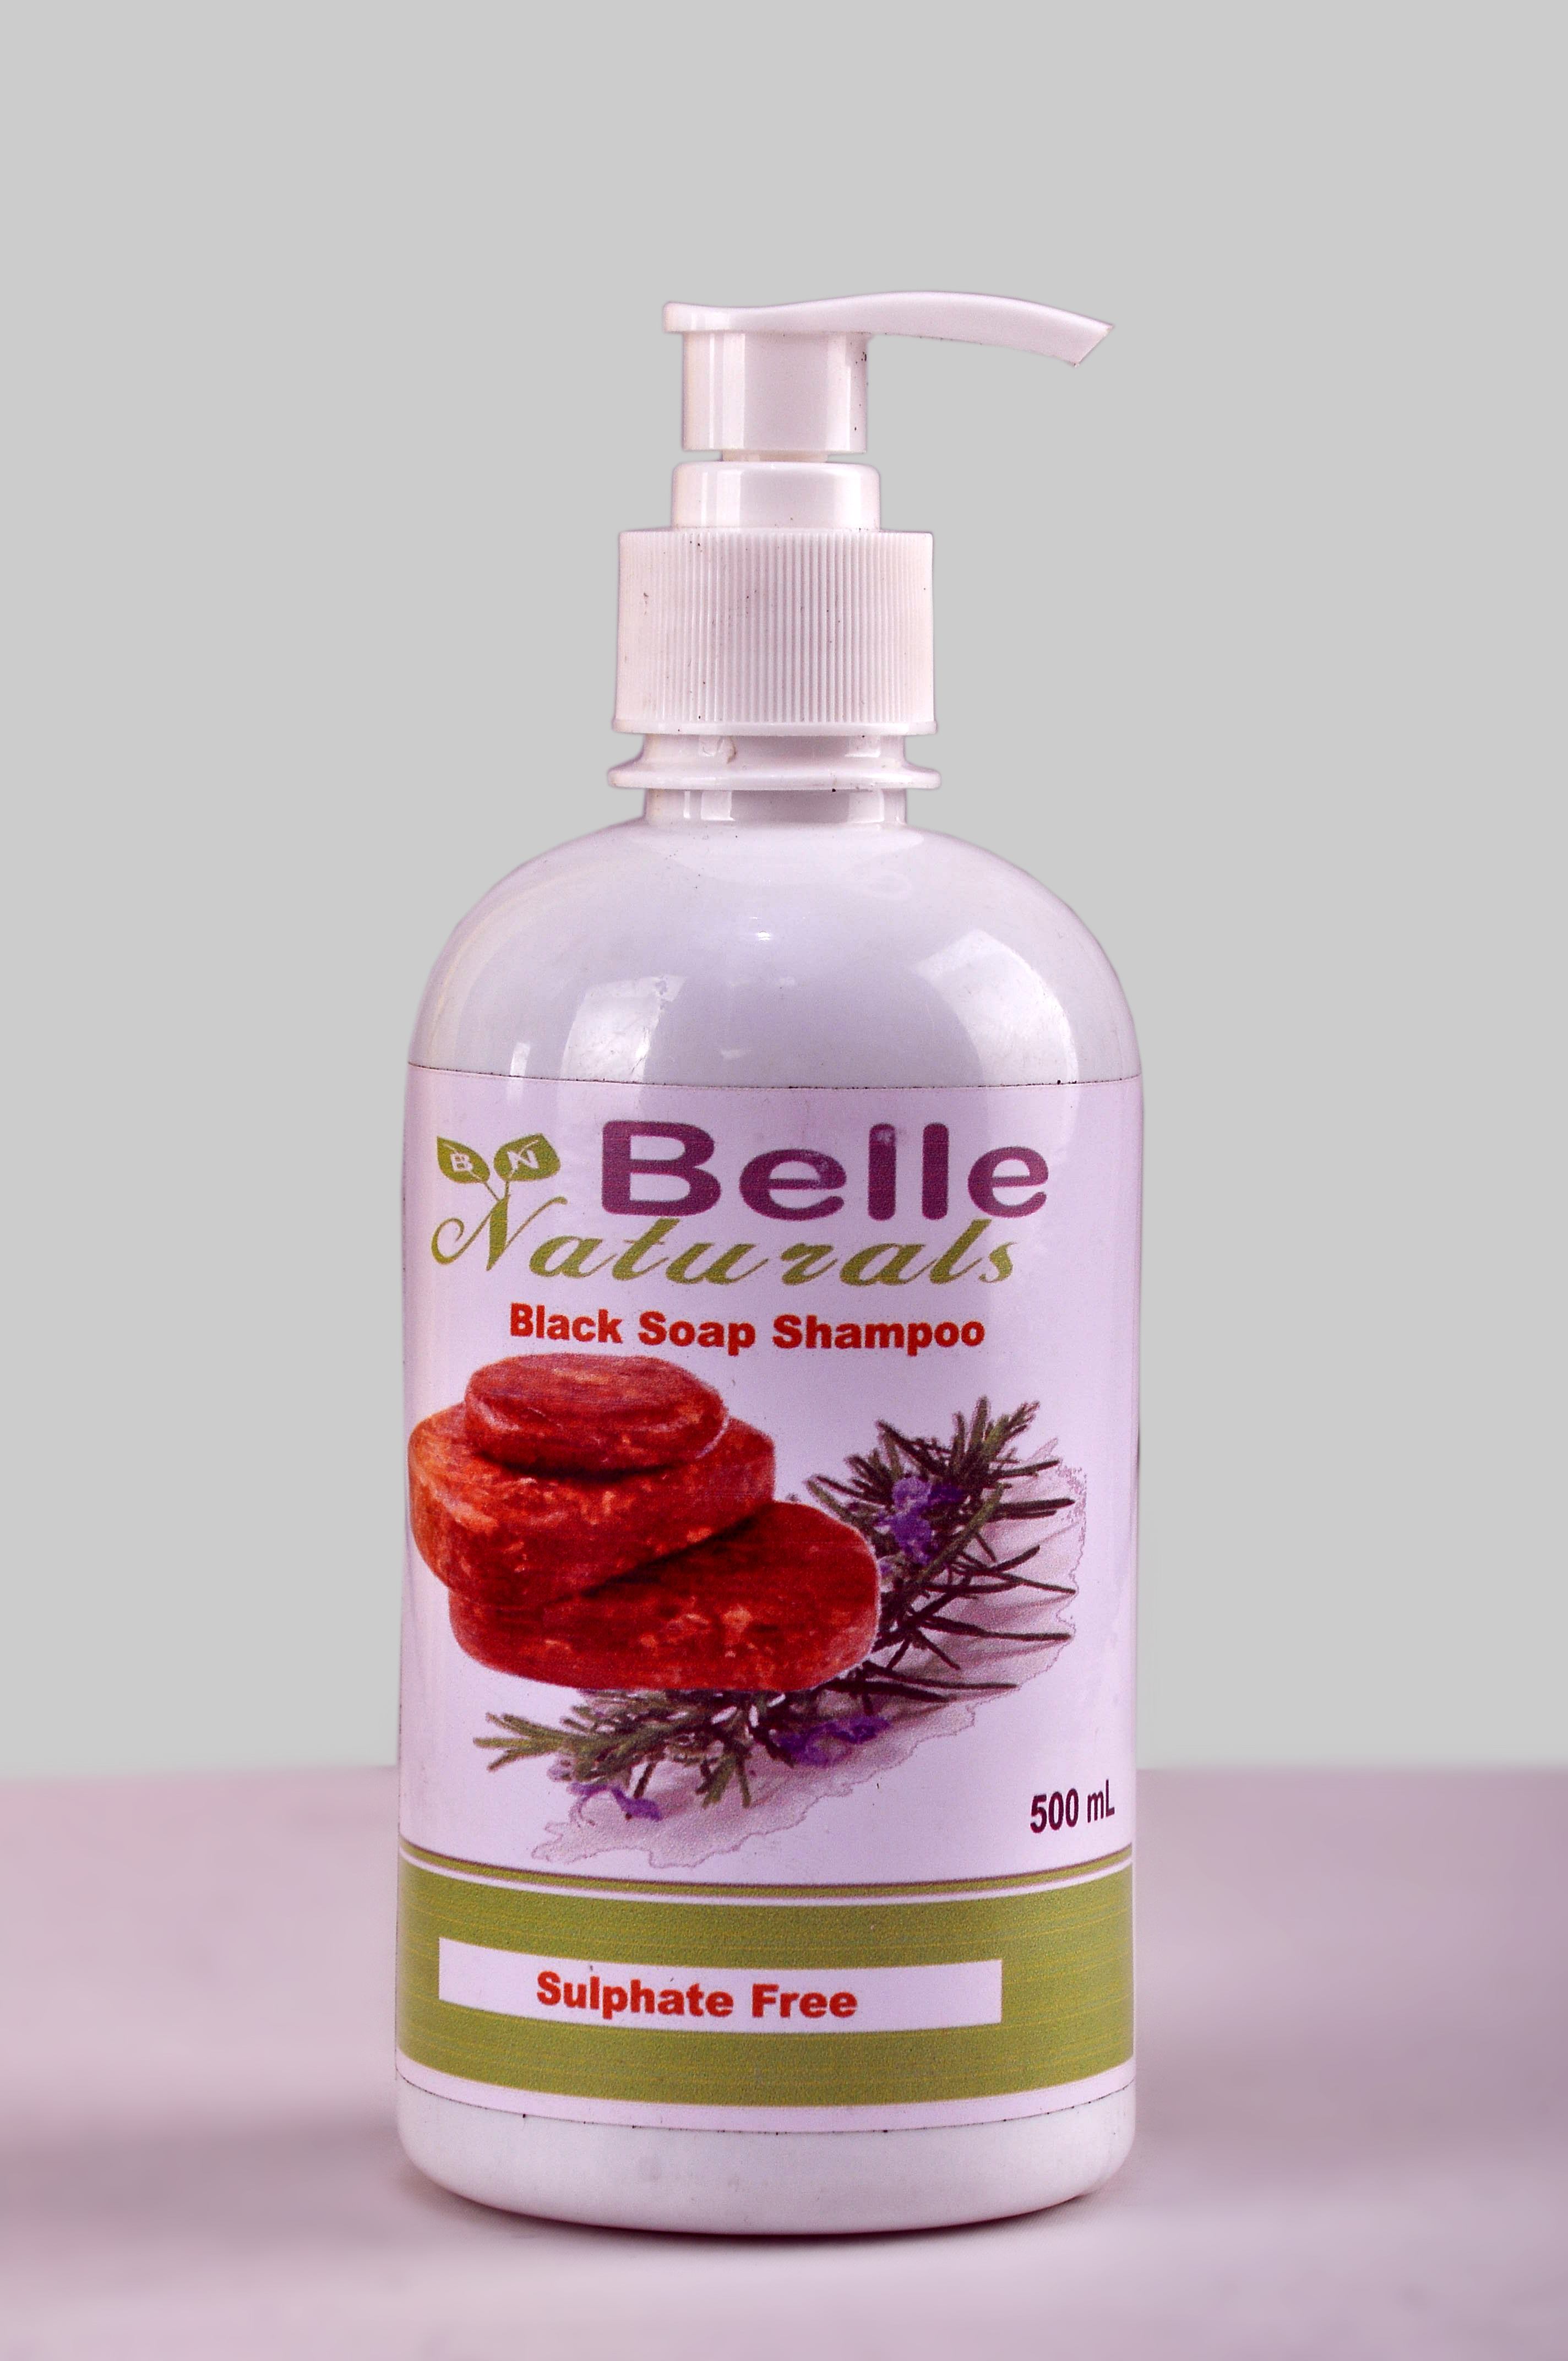 B N
Belle
Naturals
Black Soap Shampoo
500 mL
Sulphate Free